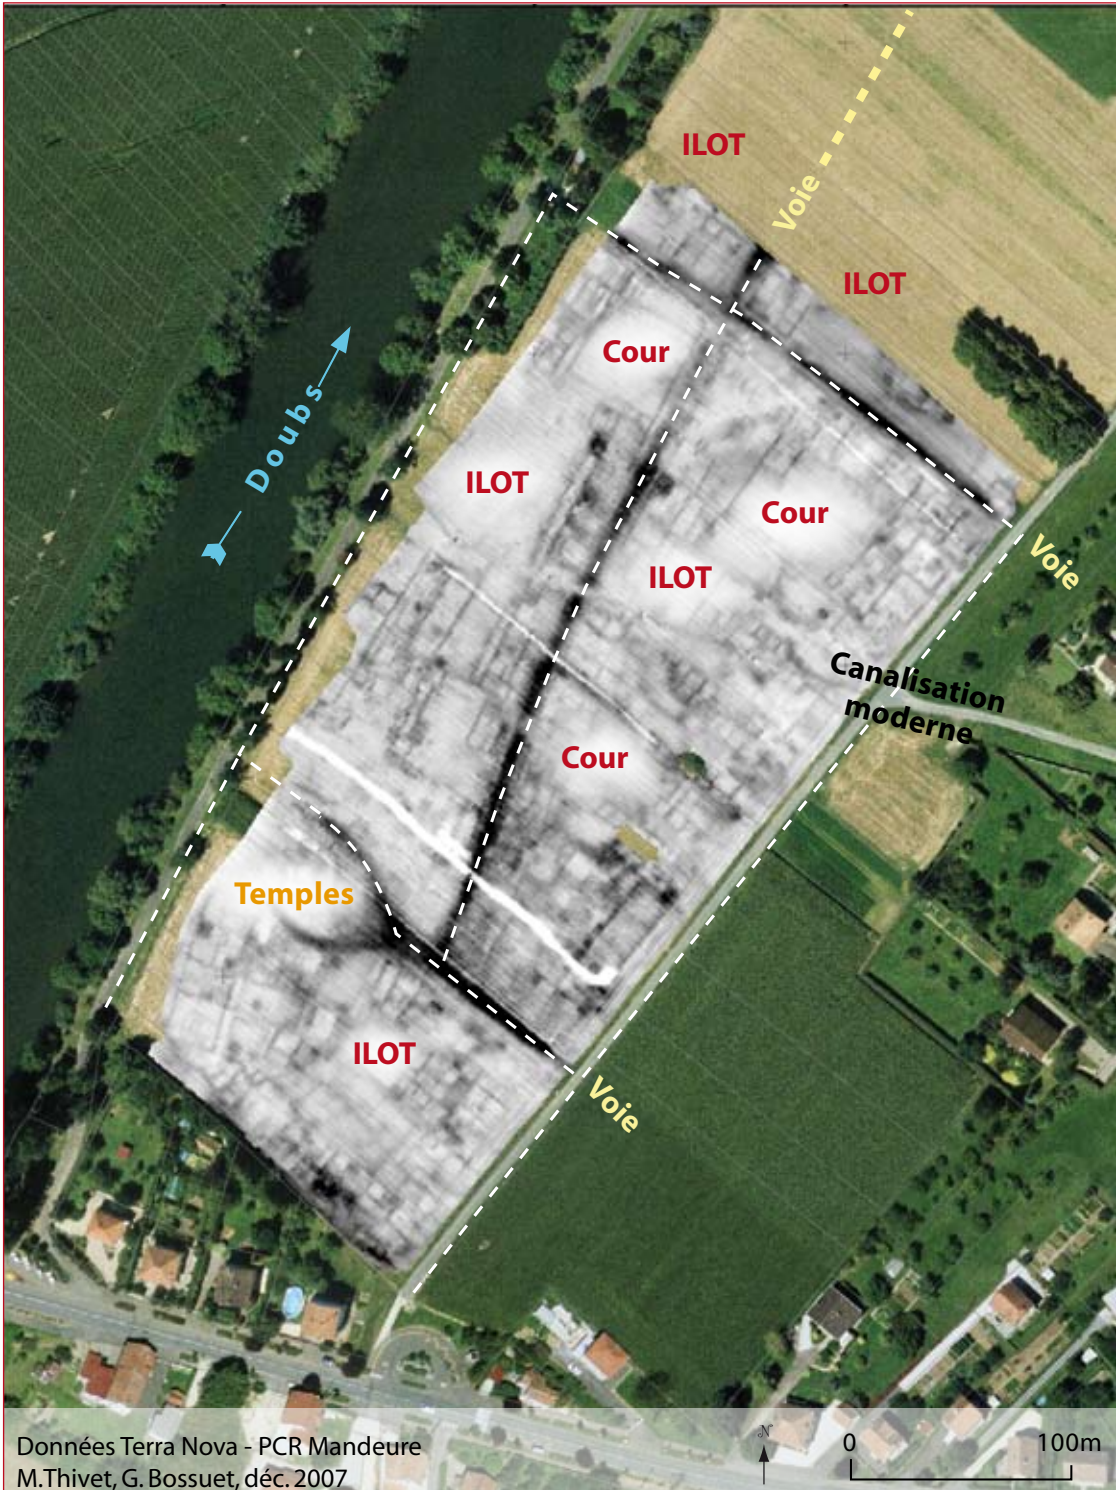 ILOT
Voie
ILOT
Cour
Doubs
ILOT
Cour
Voie
ILOT
Canalisation
moderne
Cour
Temples
ILOT
Voie
Données Terra Nova - PCR Mandeure
M.Thivet, G. Bossuet, déc. 2007
N
0 100m